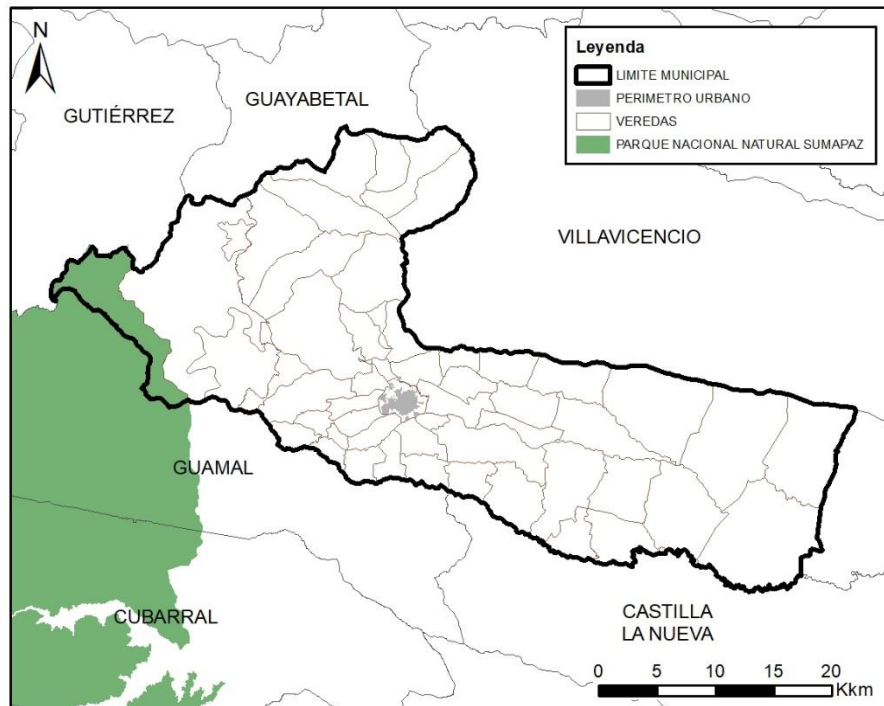 N
Leyenda
LIMITE MUNICIPAL
PERIMETRO URBANO
VEREDAS
PARQUE NACIONAL NATURAL SUMAPAZ
GUTIÉRREZ
GUAYABETAL
VILLAVICENCIO
GUAMAL
CUBARRAL
CASTILLA
LA NUEVA
0 5 10 15 20
Kkm